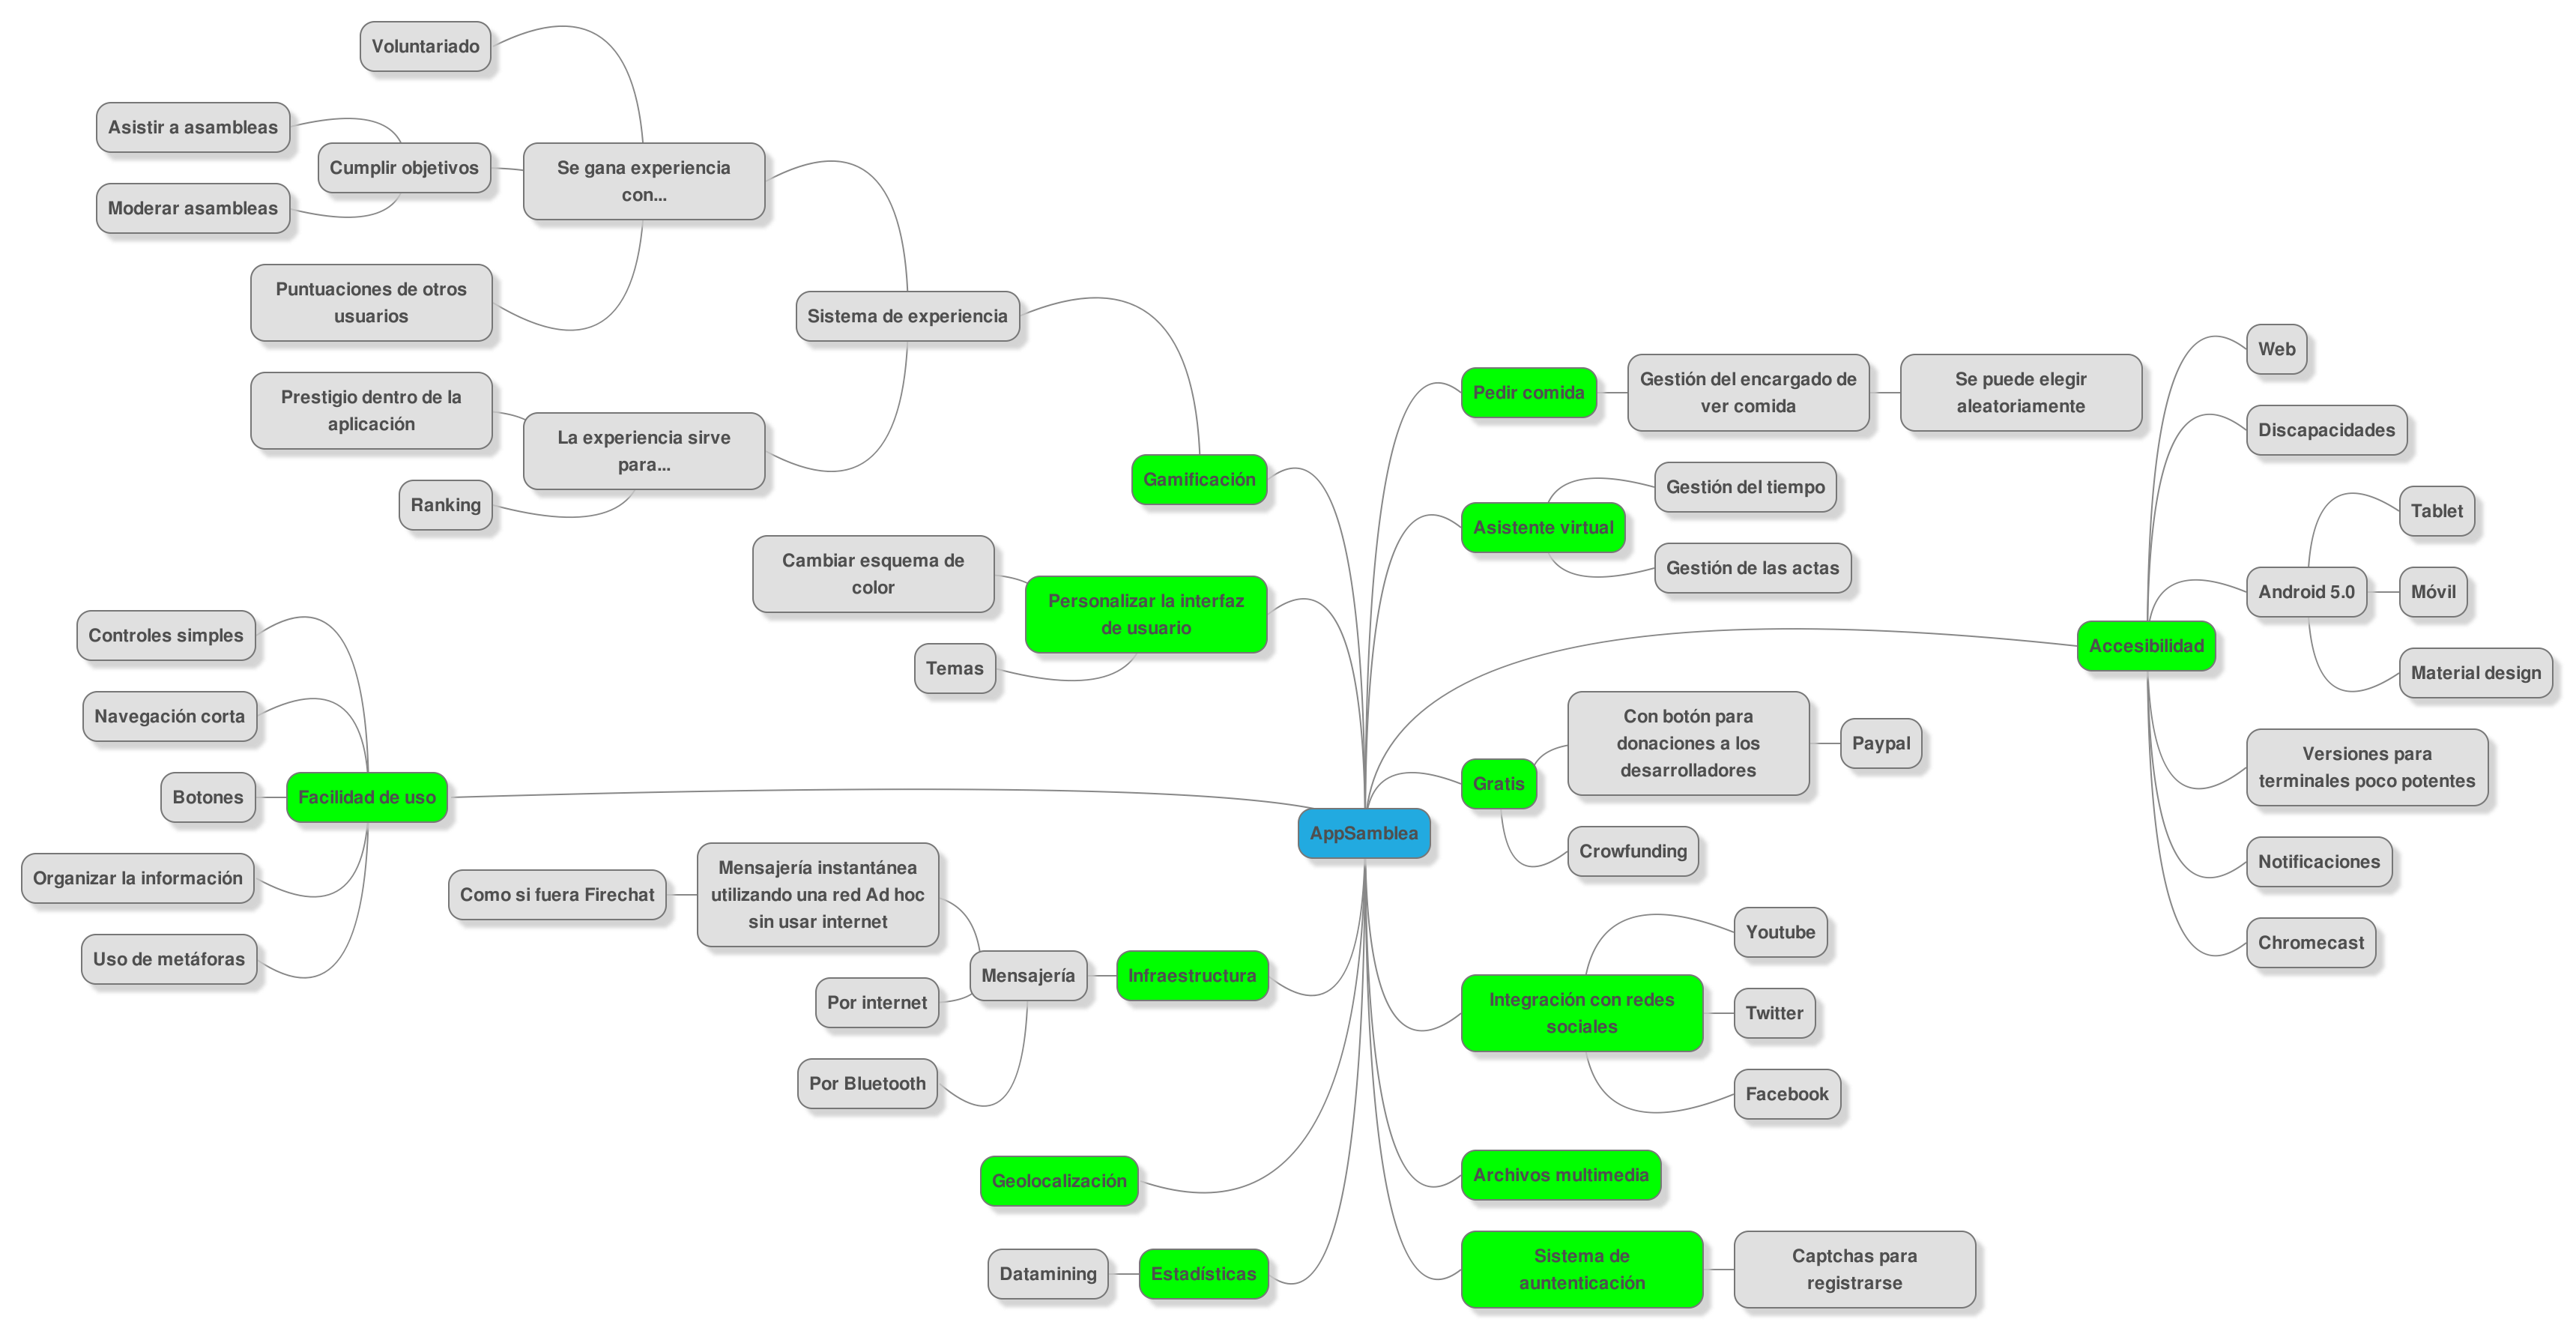 Voluntariado
Asistir a asambleas
Cumplir objetivos
Moderar asambleas
Se gana experiencia
con...
Puntuaciones de otros
usuarios
Sistema de experiencia
Prestigio dentro de la
aplicación
La experiencia sirve
para...
Ranking
Gamificación
Cambiar esquema de
color
Personalizar la interfaz
de usuario
Temas
Controles simples
Navegación corta
Botones
Facilidad de uso
Organizar la información
Uso de metáforas
AppSamblea
Mensajería instantánea
utilizando una red Ad hoc
sin usar internet
Como si fuera Firechat
Mensajería
Infraestructura
Por internet
Por Bluetooth
Geolocalización
Datamining
Estadísticas
Pedir comida
Gestión del encargado de
ver comida
Se puede elegir
aleatoriamente
Asistente virtual
Gestión del tiempo
Gestión de las actas
Accesibilidad
Web
Discapacidades
Android 5.0
Tablet
Móvil
Material design
Versiones para
terminales poco potentes
Notificaciones
Chromecast
Gratis
Con botón para
donaciones a los
desarrolladores
Paypal
Crowfunding
Integración con redes
sociales
Youtube
Twitter
Facebook
Archivos multimedia
Sistema de
auntenticación
Captchas para
registrarse